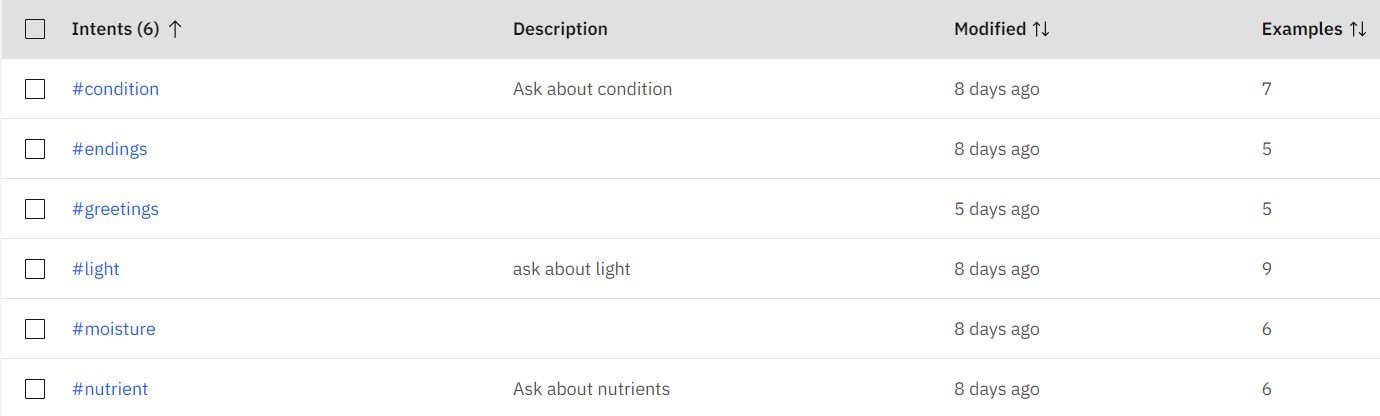 Intents (6) Description Modified Examples
#condition Ask about condition 8 days ago 7
#endings 8 days ago 5
#greetings 5 days ago 5
#light ask about light 8 days ago 9
#moisture 8 days ago 6
#nutrient Ask about nutrients 8 days ago 6